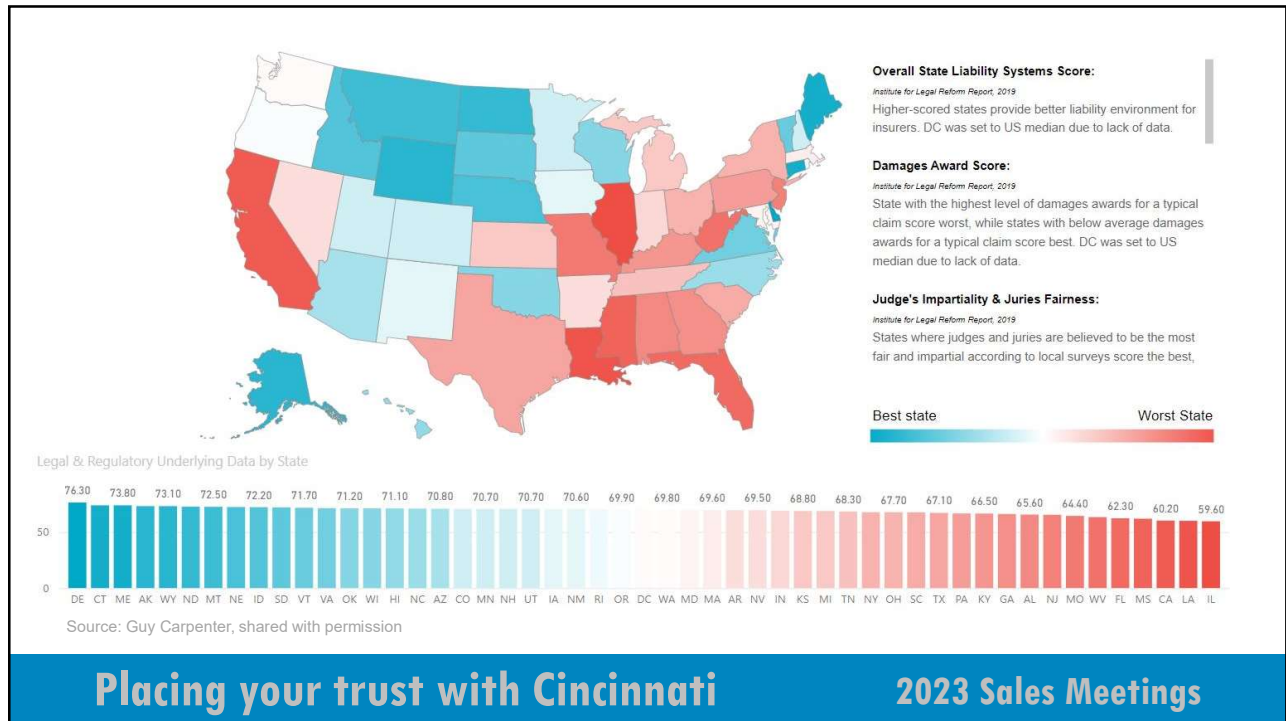 Overall State Liability Systems Score:
Institute for Legal Reform Report, 2019
Higher-scored states provide better liability environment for
insurers. DC was set to US median due to lack of data.
Damages Award Score:
Institute for Legal Reform Report, 2019
State with the highest level of damages awards for a typical
claim score worst, while states with below average damages
awards for a typical claim score best. DC was set to US
median due to lack of data.
Judge's Impartiality & Juries Fairness:
Institute for Legal Reform Report, 2019
States where judges and juries are believed to be the most
fair and impartial according to local surveys score the best,
Best state Worst State
Legal & Regulatory Underlying Data by State
76.30 73.80 73.10 72.50 72.20 71.70 71.20 71.10 70.80 70.70 70.70 70.60 69.90 69.80 69.60 69.50 68.80 68.30 67.70 67.10 66.50 65.60 64.40 62.30 60.20 59.60
50
0
DE CT ME AK WY ND MT NE ID SD VT VA OK WI HI NC AZ CO MN NH UT IA NM RI OR DC WA MD MA AR NV IN KS MI TN NY OH SC TX PA KY GA AL NJ MO WV FL MS CA LA IL
Source: Guy Carpenter, shared with permission
Placing your trust with Cincinnati 2023 Sales Meetings